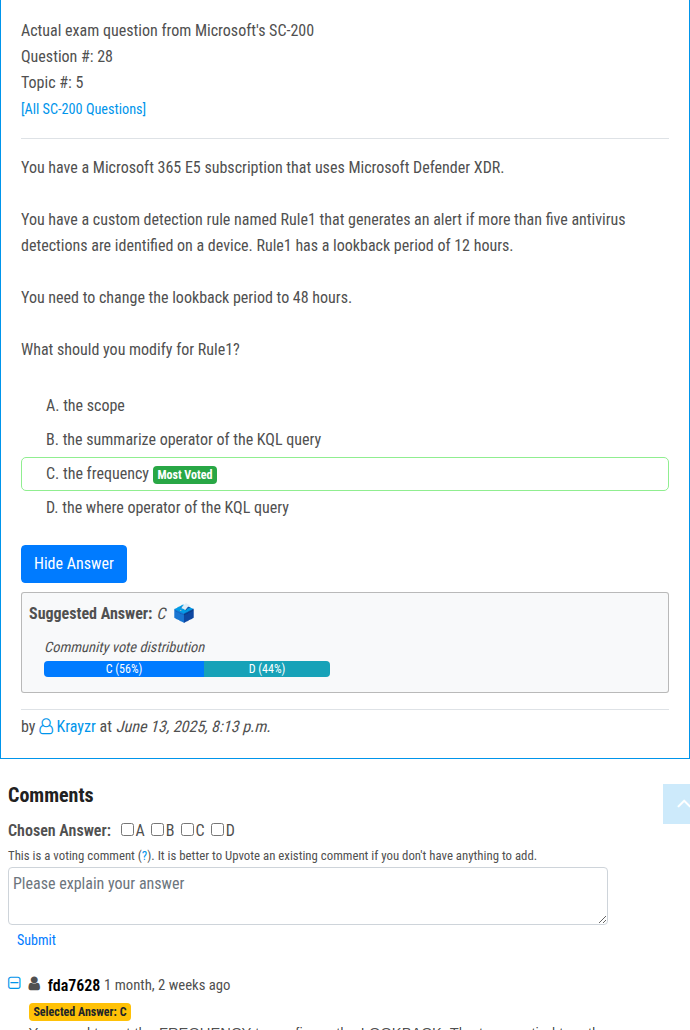 Actual exam question from Microsoft's SC-200
Question #: 28
Topic #: 5
[All SC-200 Questions]
You have a Microsoft 365 E5 subscription that uses Microsoft Defender XDR.
You have a custom detection rule named Rule1 that generates an alert if more than five antivirus
detections are identified on a device. Rule1 has a lookback period of 12 hours.
You need to change the lookback period to 48 hours.
What should you modify for Rule1?
A. the scope
B. the summarize operator of the KQL query
C. the frequency Most Voted
D. the where operator of the KQL query
Hide Answer
Suggested Answer: C
Community vote distribution
C (56%) D (44%)
by Krayzr at June 13, 2025, 8:13 p.m.
Comments
Chosen Answer: A B C D
This is a voting comment (?). It is better to Upvote an existing comment if you don't have anything to add.
Please explain your answer
Submit
fda7628 1 month, 2 weeks ago
Selected Answer: C